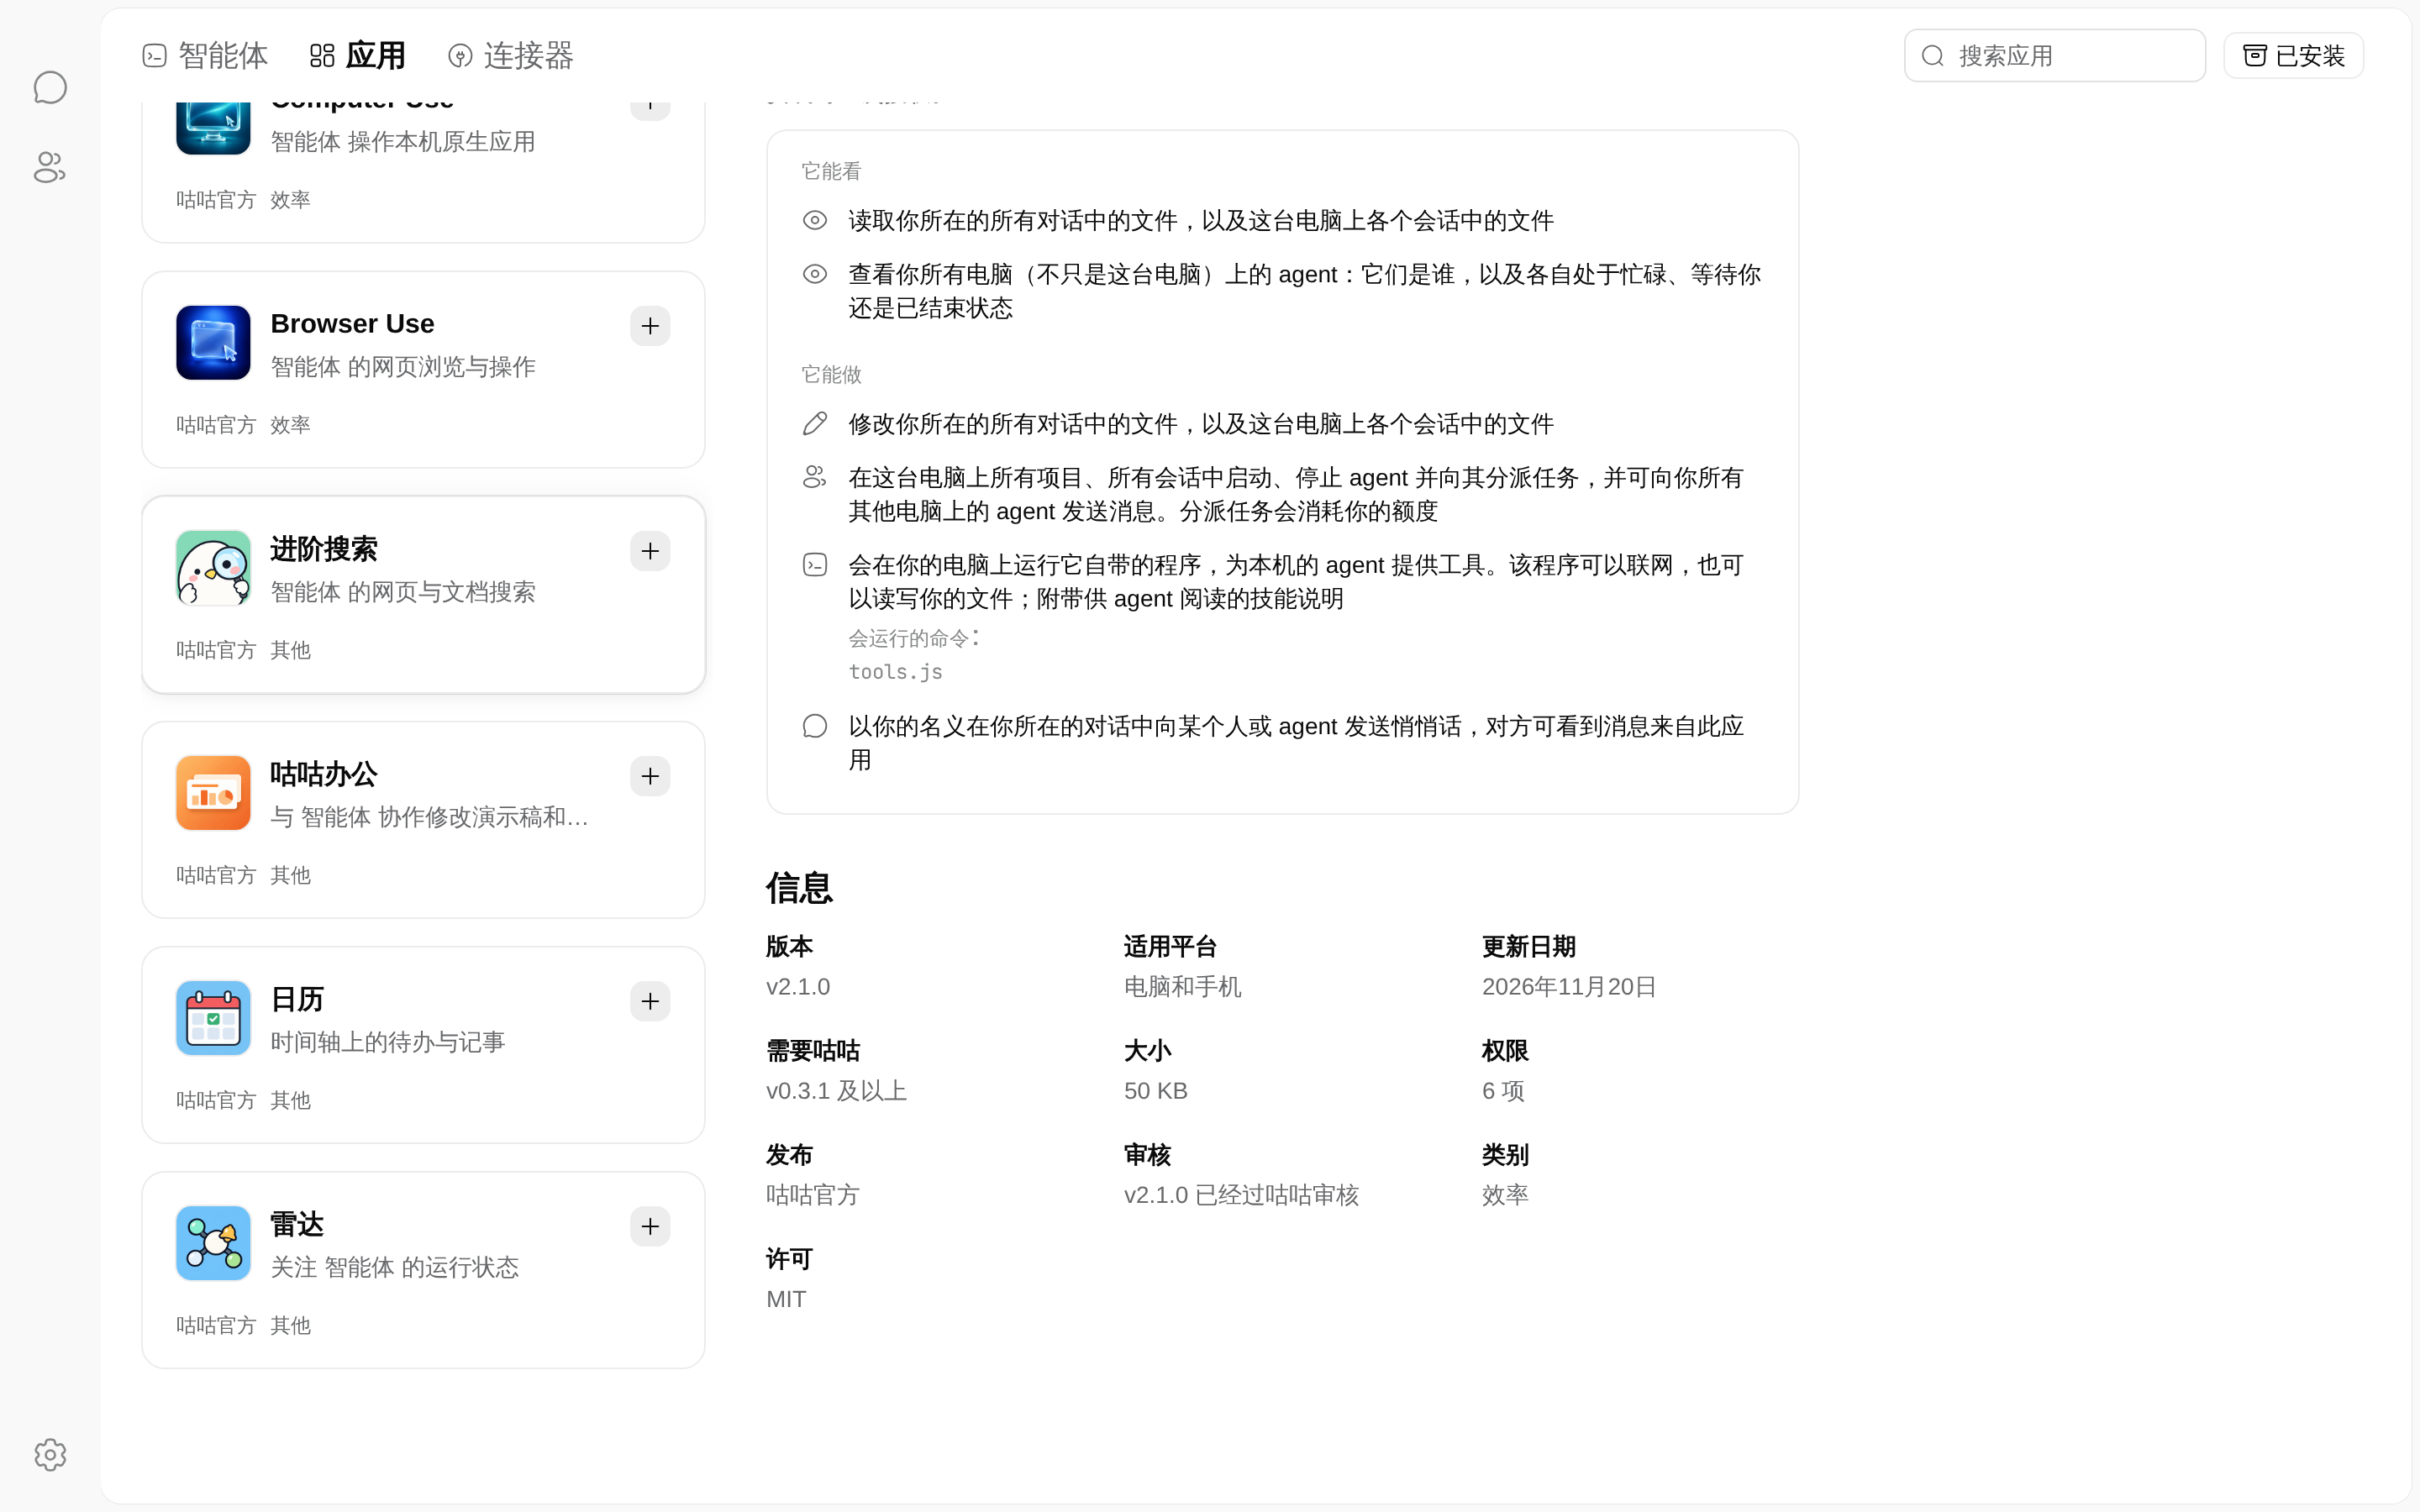 智能体
应用
连接器
搜索应用
已安装
Computer Use
智能体 操作本机原生应用
咕咕官方 效率
Browser Use
智能体 的网页浏览与操作
咕咕官方 效率
进阶搜索
智能体 的网页与文档搜索
咕咕官方 其他
咕咕办公
与 智能体 协作修改演示稿和…
咕咕官方 其他
日历
时间轴上的待办与记事
咕咕官方 其他
雷达
关注 智能体 的运行状态
咕咕官方 其他
它能看
读取你所在的所有对话中的文件，以及这台电脑上各个会话中的文件
查看你所有电脑（不只是这台电脑）上的 agent：它们是谁，以及各自处于忙碌、等待你
还是已结束状态
它能做
修改你所在的所有对话中的文件，以及这台电脑上各个会话中的文件
在这台电脑上所有项目、所有会话中启动、停止 agent 并向其分派任务，并可向你所有
其他电脑上的 agent 发送消息。分派任务会消耗你的额度
会在你的电脑上运行它自带的程序，为本机的 agent 提供工具。该程序可以联网，也可
以读写你的文件；附带供 agent 阅读的技能说明
会运行的命令：
tools.js
以你的名义在你所在的对话中向某个人或 agent 发送悄悄话，对方可看到消息来自此应
用
信息
版本
v2.1.0
适用平台
电脑和手机
更新日期
2026年11月20日
需要咕咕
v0.3.1 及以上
大小
50 KB
权限
6 项
发布
咕咕官方
审核
v2.1.0 已经过咕咕审核
类别
效率
许可
MIT